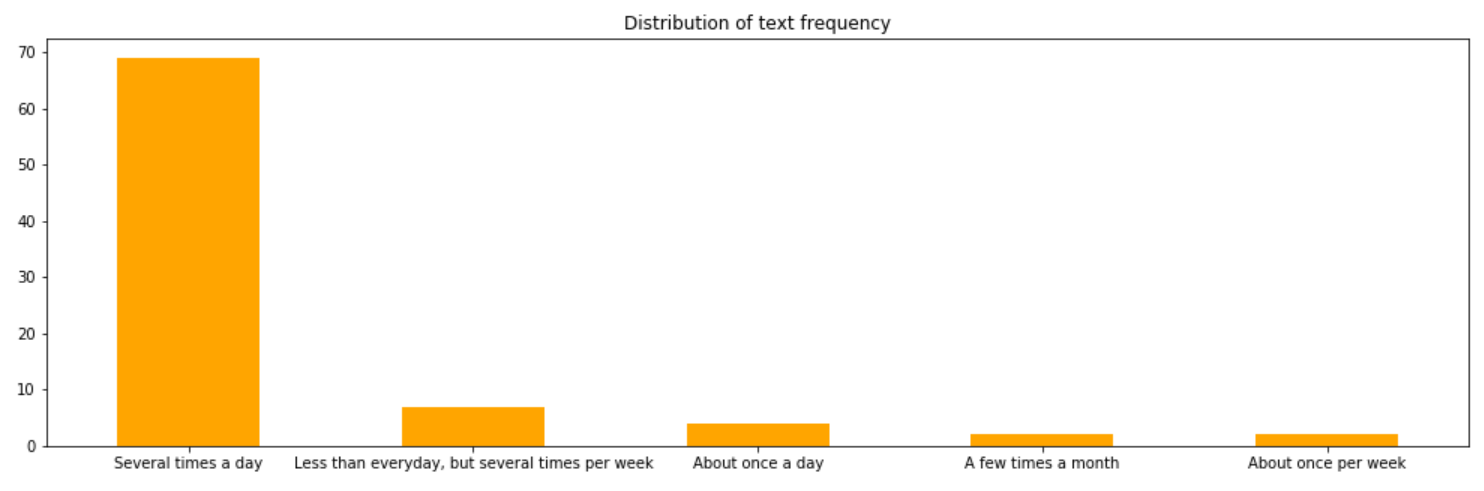 Distribution of text frequency
70
60
50
40
30
20
10
0
Several times a day
Less than everyday, but several times per week
About once a day
A few times a month
About once per week